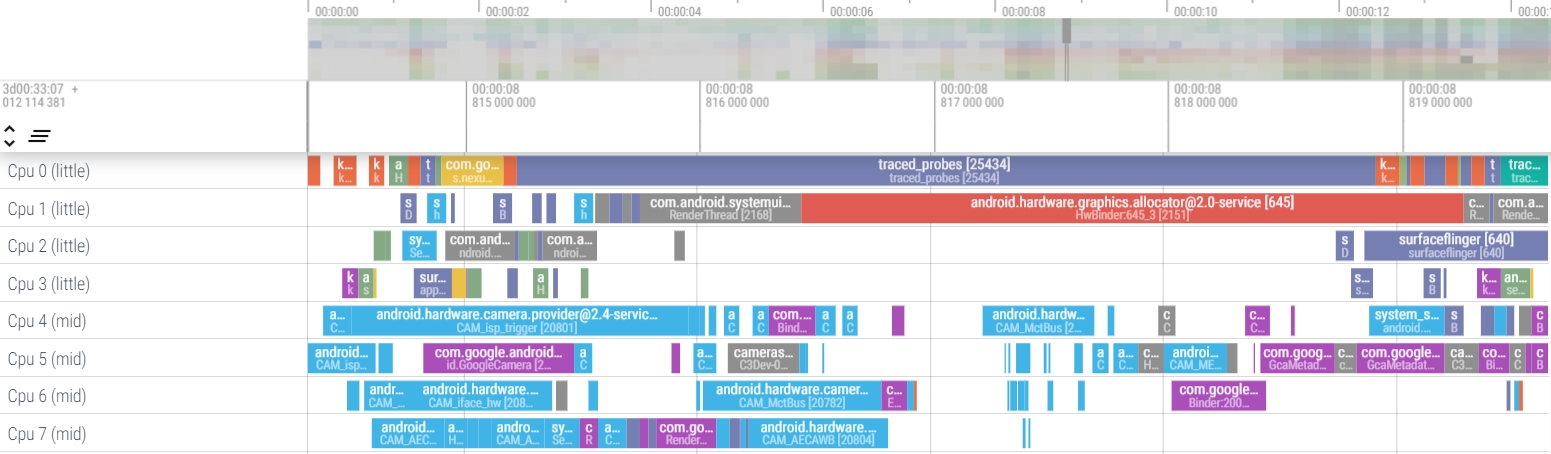 00:00:00 00:00:02 00:00:04 00:00:06 00:00:08 00:00:10 00:00:12
3d00:33:07 + 00:00:08 00:00:08 00:00:08 00:00:08 00:00:08
012 114 381 815 000 000 816 000 000 817 000 000 818 000 000 819 000 000
Cpu 0 (little) k... k a t com.go... traced_probes [25434] k... t trac...
k... k H t s.nexu... traced_probes [25434] k... t trac...
Cpu 1 (little) s s s s com.android.systemui... android.hardware.graphics.allocator@2.0-service [645] c... com.a...
D h B h RenderThread [2168] HwBinder:645_3 [2151] R... Rende...
Cpu 2 (little) sy... com.and... com.a... s surfaceflinger [640]
Se... ndroid.... ndroi... D surfaceflinger [640]
Cpu 3 (little) k a sur... a s... s k... an...
k s app... H s... B k... se...
Cpu 4 (mid) a... android.hardware.camera.provider@2.4-servic... a a com.... a a android.hardw... c c... system_s... s c
C... CAM_isp_trigger [20801] C C Bind... C C CAM_MctBus [2... C C... android.... B B
Cpu 5 (mid) android... com.google.android... a a... cameras... a a... c... androi... com.goog... c... com.google... ca... co... c c
CAM_isp... id.GoogleCamera [2... C C... C3Dev-0... C C... H... CAM_ME... GcaMetad... c... GcaMetadat... C3... Bi... C B
Cpu 6 (mid) andr... android.hardware.... android.hardware.camer... c... com.google...
CAM_... CAM_iface_hw [208... CAM_MctBus [20782] E... Binder:200...
Cpu 7 (mid) android... a... andro... sy... c a... com.go... android.hardware....
CAM_AEC... H... CAM_A... Se... R C... Render... CAM_AECAWB [20804]